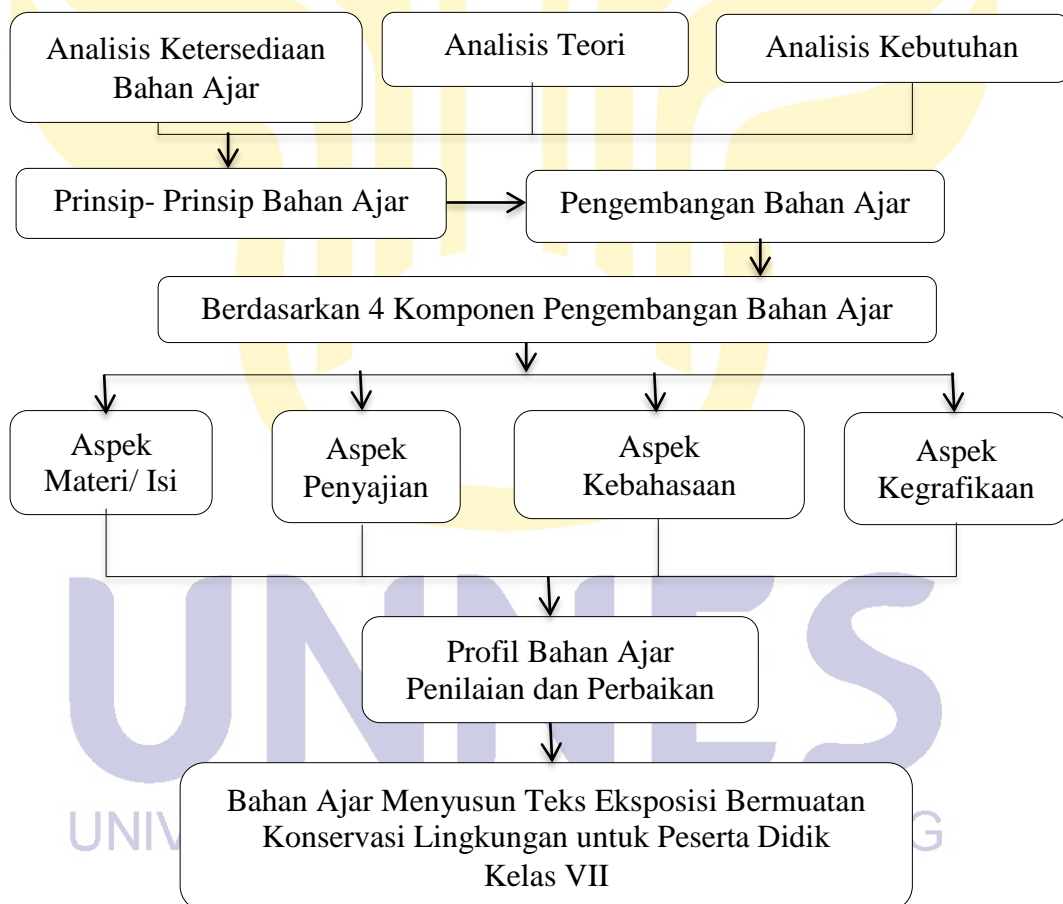 Analisis Ketersediaan
Bahan Ajar
Analisis Teori
Analisis Kebutuhan
Prinsip- Prinsip Bahan Ajar
Pengembangan Bahan Ajar
Berdasarkan 4 Komponen Pengembangan Bahan Ajar
Aspek
Materi/ Isi
Aspek
Penyajian
Aspek
Kebahasaan
Aspek
Kegrafikaan
UNNES
Profil Bahan Ajar
Penilaian dan Perbaikan
Bahan Ajar Menyusun Teks Eksposisi Bermuatan
Konservasi Lingkungan untuk Peserta Didik
Kelas VII